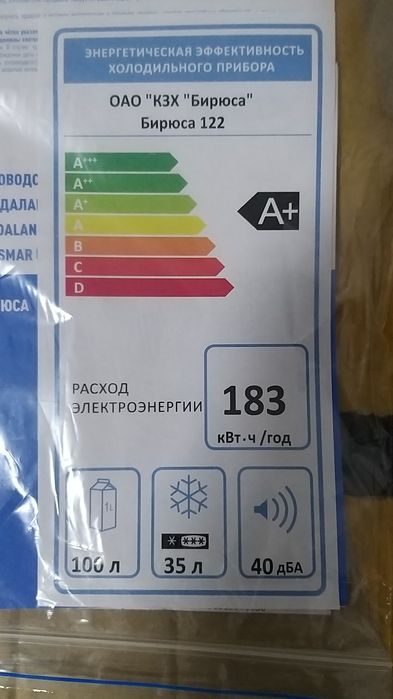 ЭНЕРГЕТИЧЕСКАЯ ЭФФЕКТИВНОСТЬ
ХОЛОДИЛЬНОГО ПРИБОРА
ОАО "КЗХ "Бирюса"
Бирюса 122
A+++
A++
A+
A
B
C
D
A+
РАСХОД
ЭЛЕКТРОЭНЕРГИИ
183
кВт·ч /год
1L
100 л
35 л
40 дБА